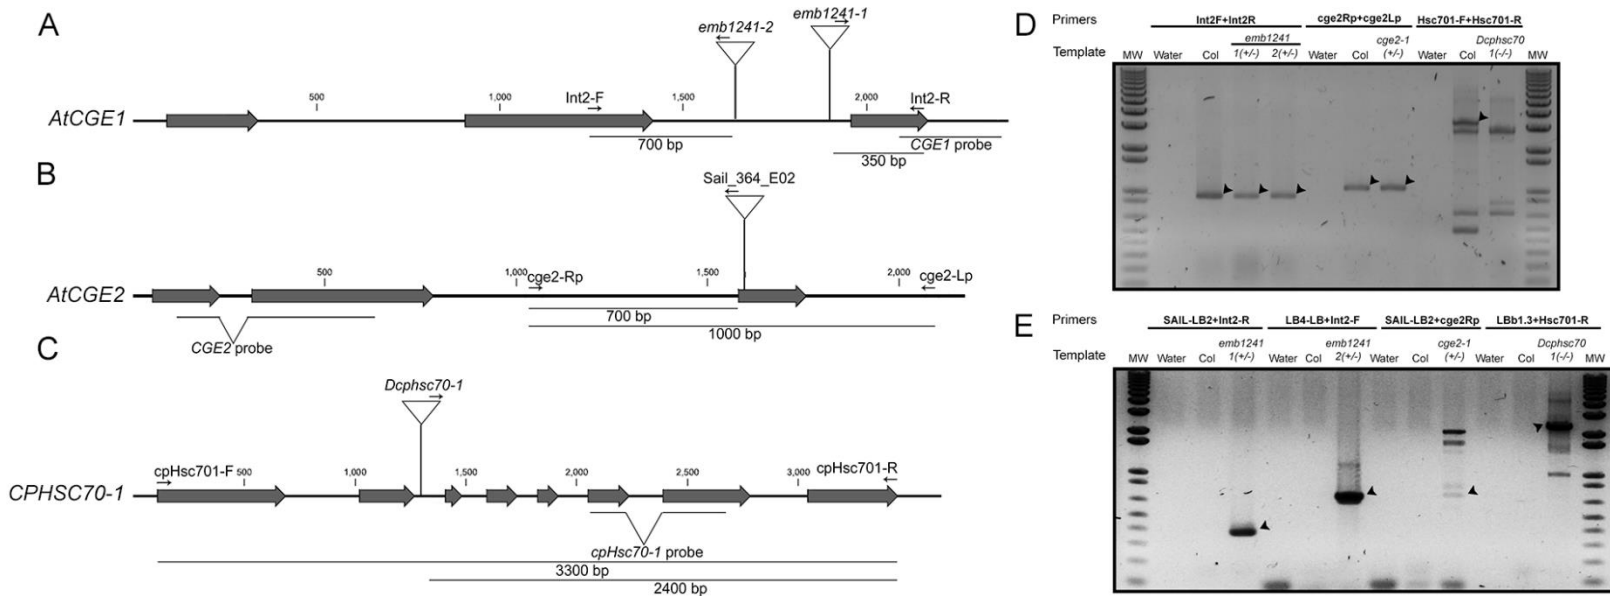 A
emb1241-2
emb1241-1
500
1,000
Int2-F
1,500
2,000
Int2-R
AtCGE1
700 bp
CGE1 probe
350 bp
B
Sail_364_E02
500
1,000
cge2-Rp
1,500
2,000
cge2-Lp
AtCGE2
700 bp
1000 bp
CGE2 probe
C
Dcphsc70-1
cpHsc701-F
500
1,000
1,500
2,000
2,500
3,000
cpHsc701-R
CPHSC70-1
cpHsc70-1 probe
3300 bp
2400 bp
D
Primers
Int2F+Int2R
cge2Rp+cge2Lp
Hsc701-F+Hsc701-R
Template
MW
Water
Col
emb1241
1(+/-)
2(+/-)
Water
Col
cge2-1
(+/-)
Water
Col
Dcphsc70
1(-/-)
MW
E
Primers
SAIL-LB2+Int2-R
LB4-LB+Int2-F
SAIL-LB2+cge2Rp
LBb1.3+Hsc701-R
Template
MW
Water
Col
emb1241
1(+/-)
Water
Col
emb1241
2(+/-)
Water
Col
cge2-1
(+/-)
Water
Col
Dcphsc70
1(-/-)
MW